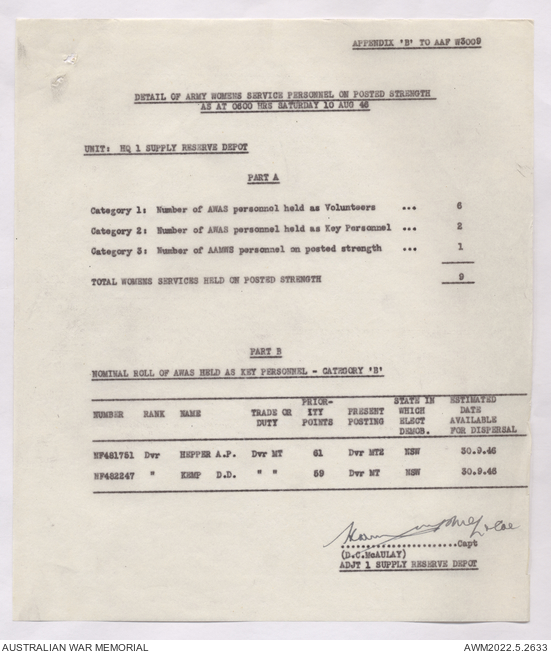 APPENDIX 'B' TO AAF W3009
DETAIL OF ARMY WOMENS SERVICE PERSONNEL ON POSTED STRENGTH
AS AT 0600 HRS SATURDAY 10 AUG 46
UNIT: HQ 1 SUPPLY RESERVE DEPOT
PART A
Category 1: Number of AWAS personnel held as Volunteers ... 6
Category 2: Number of AWAS personnel held as Key Personnel ... 2
Category 3: Number of AAMWS personnel on posted strength ... 1
TOTAL WOMENS SERVICES HELD ON POSTED STRENGTH 9
PART B
NOMINAL ROLL OF AWAS HELD AS KEY PERSONNEL - CATEGORY 'B'
NUMBER RANK NAME TRADE OR DUTY PRIOR-ITY POINTS PRESENT POSTING STATE IN WHICH ELECT DEMOB. ESTIMATED DATE AVAILABLE FOR DISPERSAL
NF481751 Dvr HEPPER A.P. Dvr MT 61 Dvr MTZ NSW 30.9.46
NF482247 " KEMP D.D. " " 59 Dvr MT NSW 30.9.46
......................Capt
(D.C. McAULAY)
ADJT 1 SUPPLY RESERVE DEPOT
AUSTRALIAN WAR MEMORIAL
AWM2022.5.2633